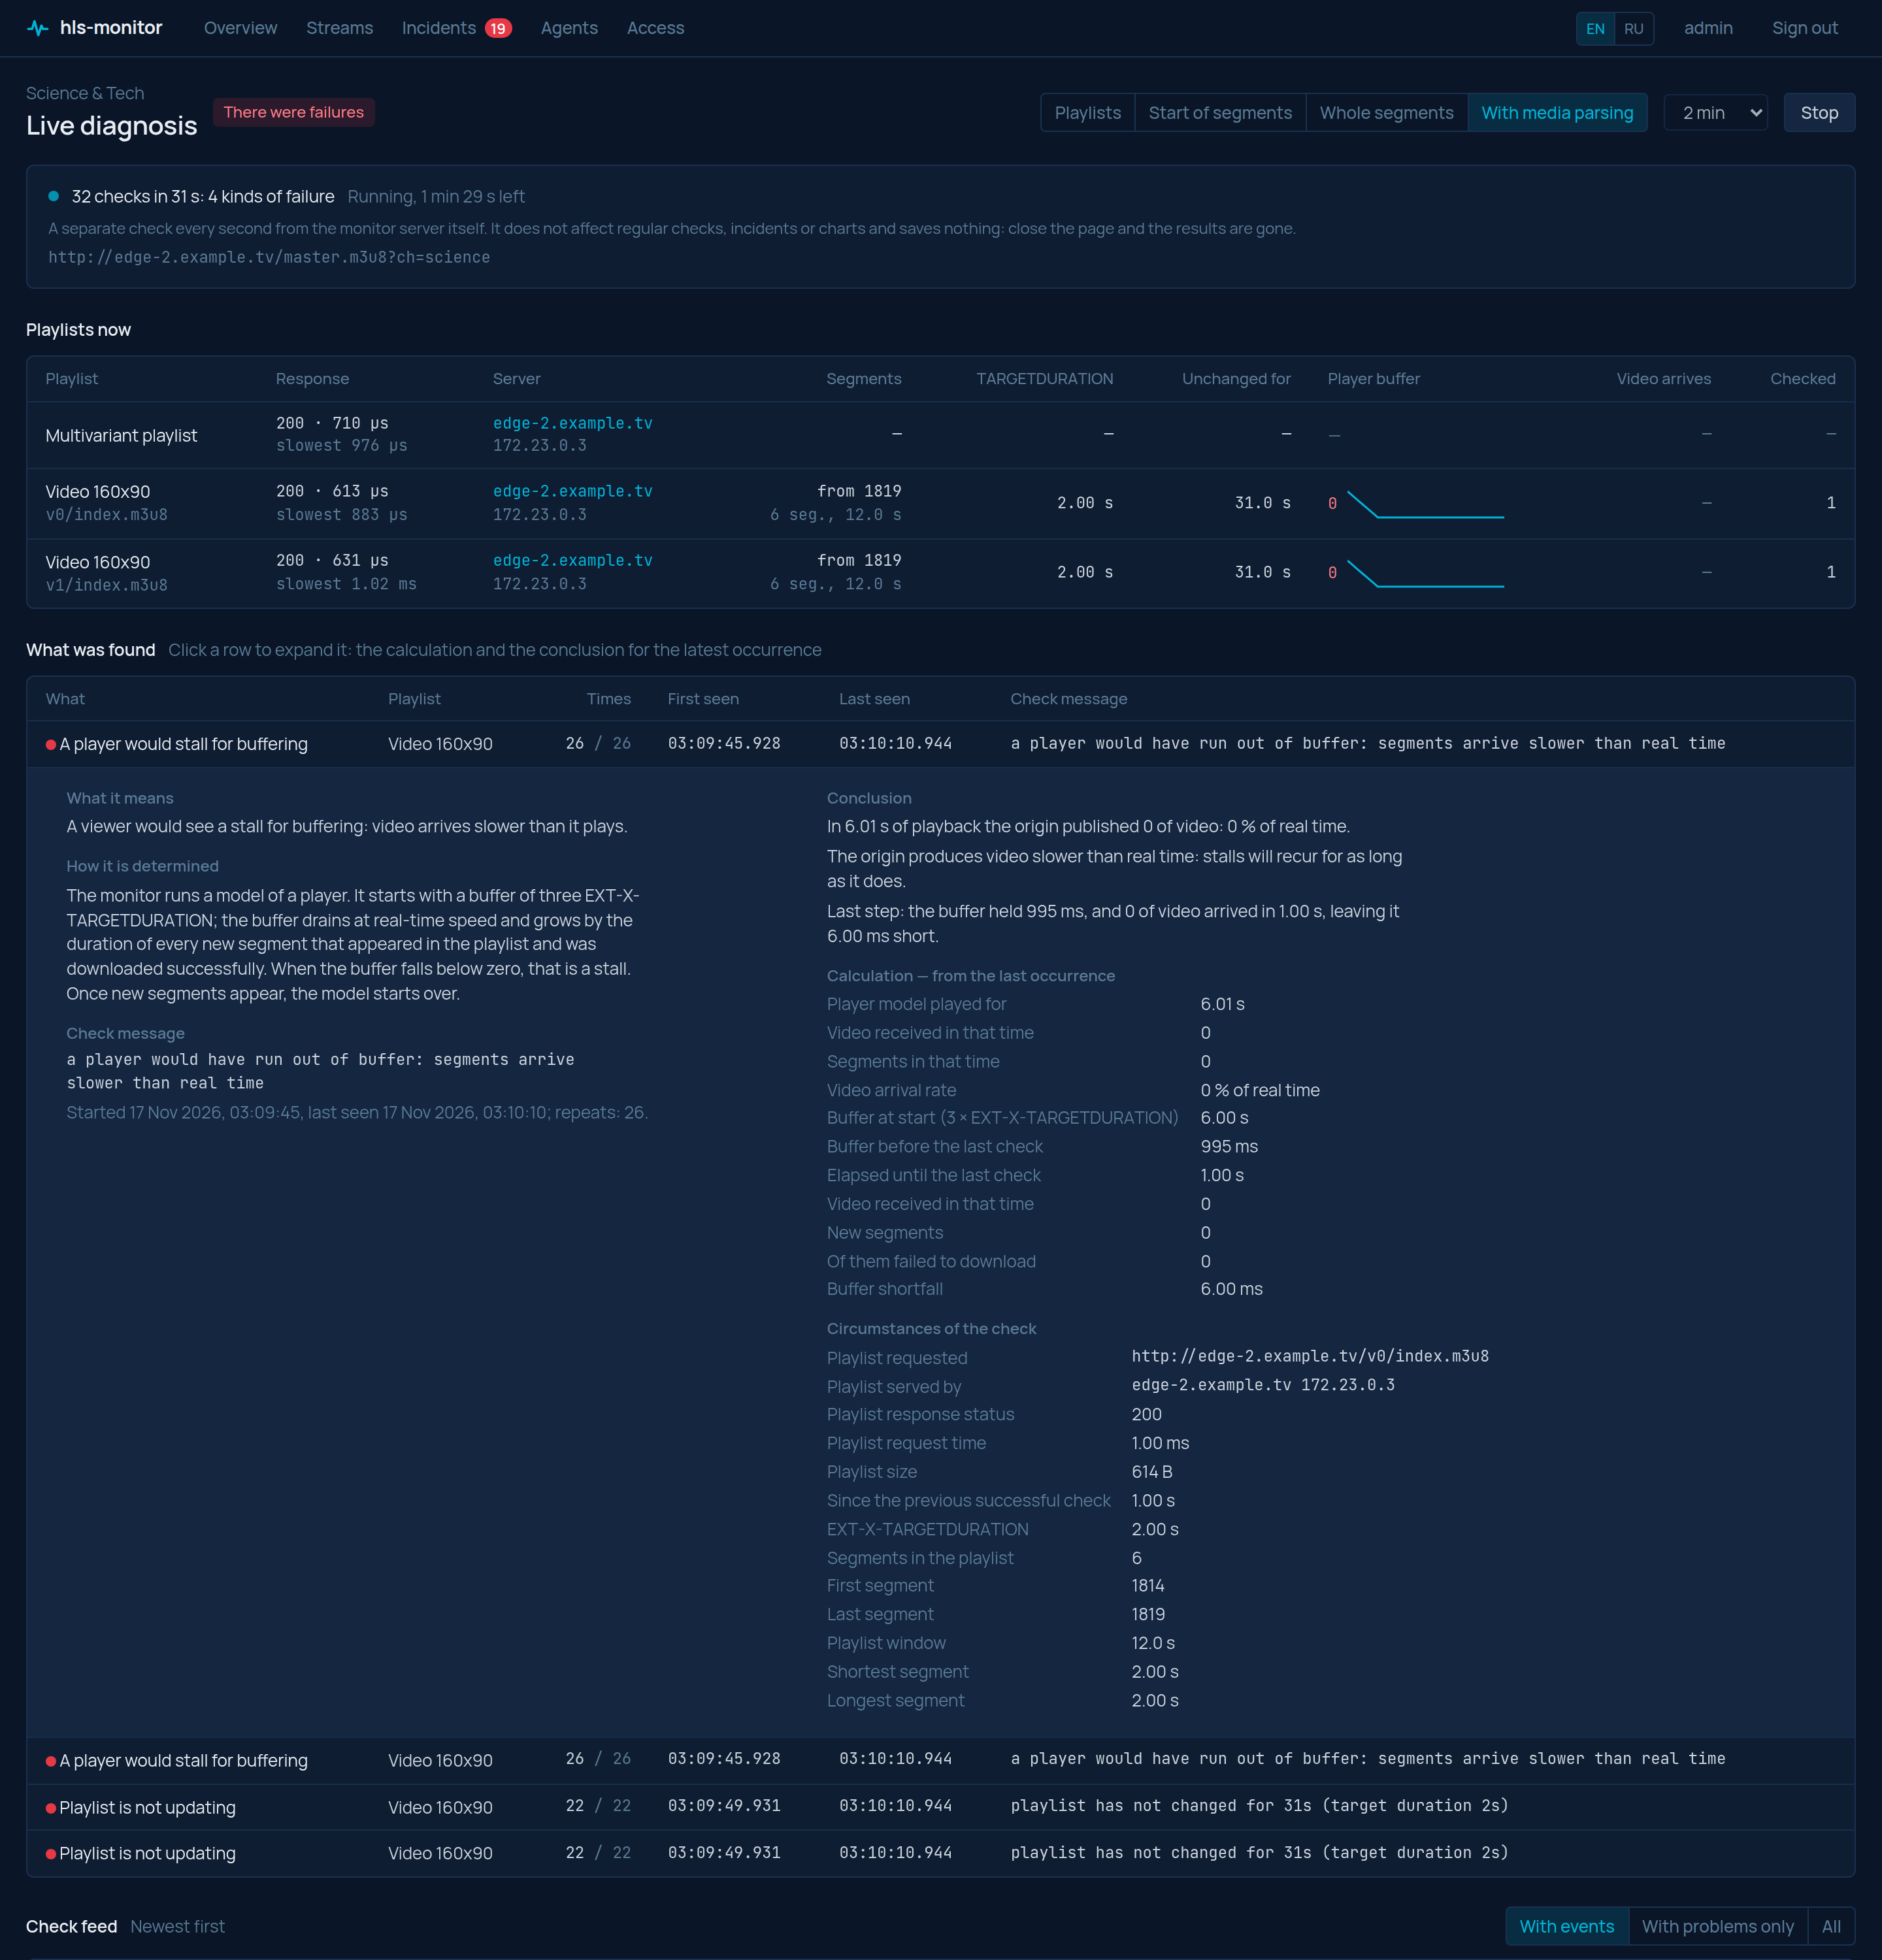 hls-monitor Overview Streams Incidents 19 Agents Access EN RU admin Sign out
Science & Tech
Live diagnosis There were failures Playlists Start of segments Whole segments With media parsing 2 min Stop
32 checks in 31 s: 4 kinds of failure Running, 1 min 29 s left
A separate check every second from the monitor server itself. It does not affect regular checks, incidents or charts and saves nothing: close the page and the results are gone.
http://edge-2.example.tv/master.m3u8?ch=science
Playlists now
Playlist Response Server Segments TARGETDURATION Unchanged for Player buffer Video arrives Checked
Multivariant playlist 200 · 710 µs edge-2.example.tv — — — — — —
slowest 976 µs 172.23.0.3
Video 160x90 200 · 613 µs edge-2.example.tv from 1819 2.00 s 31.0 s 0 — 1
v0/index.m3u8 slowest 883 µs 172.23.0.3 6 seg., 12.0 s
Video 160x90 200 · 631 µs edge-2.example.tv from 1819 2.00 s 31.0 s 0 — 1
v1/index.m3u8 slowest 1.02 ms 172.23.0.3 6 seg., 12.0 s
What was found Click a row to expand it: the calculation and the conclusion for the latest occurrence
What Playlist Times First seen Last seen Check message
A player would stall for buffering Video 160x90 26 / 26 03:09:45.928 03:10:10.944 a player would have run out of buffer: segments arrive slower than real time
What it means
A viewer would see a stall for buffering: video arrives slower than it plays.
How it is determined
The monitor runs a model of a player. It starts with a buffer of three EXT-X-
TARGETDURATION; the buffer drains at real-time speed and grows by the
duration of every new segment that appeared in the playlist and was
downloaded successfully. When the buffer falls below zero, that is a stall.
Once new segments appear, the model starts over.
Check message
a player would have run out of buffer: segments arrive
slower than real time
Started 17 Nov 2026, 03:09:45, last seen 17 Nov 2026, 03:10:10; repeats: 26.
Conclusion
In 6.01 s of playback the origin published 0 of video: 0 % of real time.
The origin produces video slower than real time: stalls will recur for as long
as it does.
Last step: the buffer held 995 ms, and 0 of video arrived in 1.00 s, leaving it
6.00 ms short.
Calculation — from the last occurrence
Player model played for 6.01 s
Video received in that time 0
Segments in that time 0
Video arrival rate 0 % of real time
Buffer at start (3 × EXT-X-TARGETDURATION) 6.00 s
Buffer before the last check 995 ms
Elapsed until the last check 1.00 s
Video received in that time 0
New segments 0
Of them failed to download 0
Buffer shortfall 6.00 ms
Circumstances of the check
Playlist requested http://edge-2.example.tv/v0/index.m3u8
Playlist served by edge-2.example.tv 172.23.0.3
Playlist response status 200
Playlist request time 1.00 ms
Playlist size 614 B
Since the previous successful check 1.00 s
EXT-X-TARGETDURATION 2.00 s
Segments in the playlist 6
First segment 1814
Last segment 1819
Playlist window 12.0 s
Shortest segment 2.00 s
Longest segment 2.00 s
A player would stall for buffering Video 160x90 26 / 26 03:09:45.928 03:10:10.944 a player would have run out of buffer: segments arrive slower than real time
Playlist is not updating Video 160x90 22 / 22 03:09:49.931 03:10:10.944 playlist has not changed for 31s (target duration 2s)
Playlist is not updating Video 160x90 22 / 22 03:09:49.931 03:10:10.944 playlist has not changed for 31s (target duration 2s)
Check feed Newest first With events With problems only All